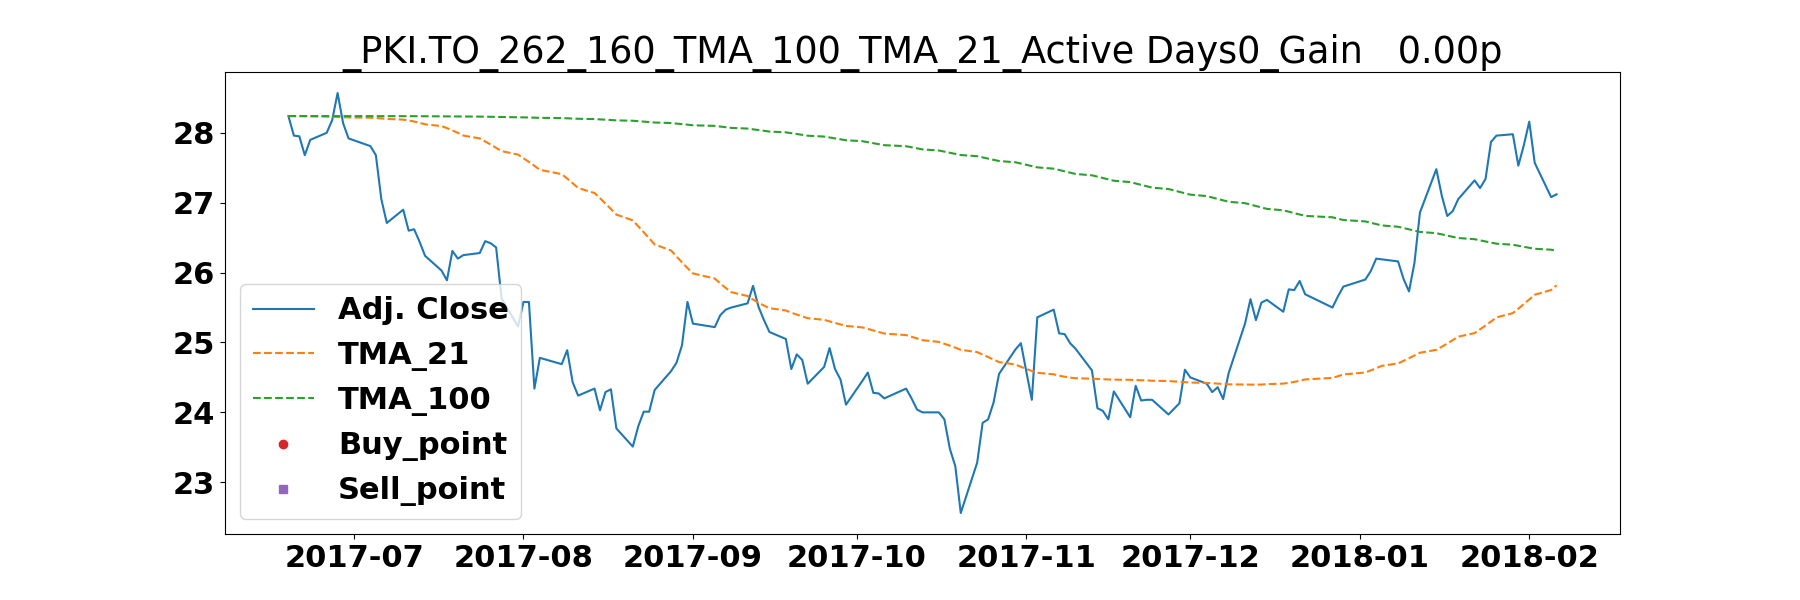 _PKI.TO_262_160_TMA_100_TMA_21_Active Days0_Gain   0.00p
28
27
26
25
24
23
Adj. Close
TMA_21
TMA_100
Buy_point
Sell_point
2017-07 2017-08 2017-09 2017-10 2017-11 2017-12 2018-01 2018-02